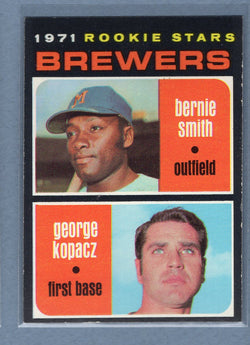 1971 ROOKIE STARS
BREWERS
bernie
smith
outfield
george
kopacz
first base